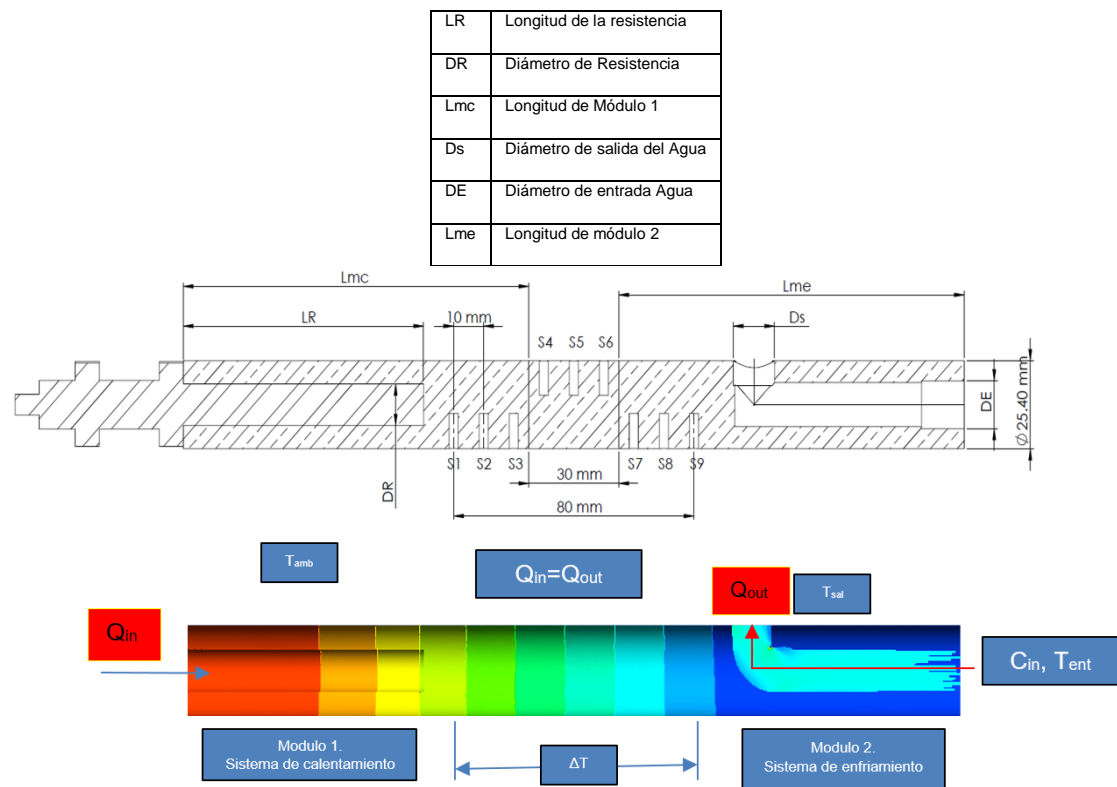 LR Longitud de la resistencia
DR Diámetro de Resistencia
Lmc Longitud de Módulo 1
Ds Diámetro de salida del Agua
DE Diámetro de entrada Agua
Lme Longitud de módulo 2
Lmc
Lme
LR
10 mm
Ds
S4 S5 S6
DE
Ø 25.40 mm
S1 S2 S3
S7 S8 S9
DR
30 mm
80 mm
Tamb
Qin=Qout
Qout
Tsal
Qin
Cin, Tent
Modulo 1.
Sistema de calentamiento
ΔT
Modulo 2.
Sistema de enfriamiento